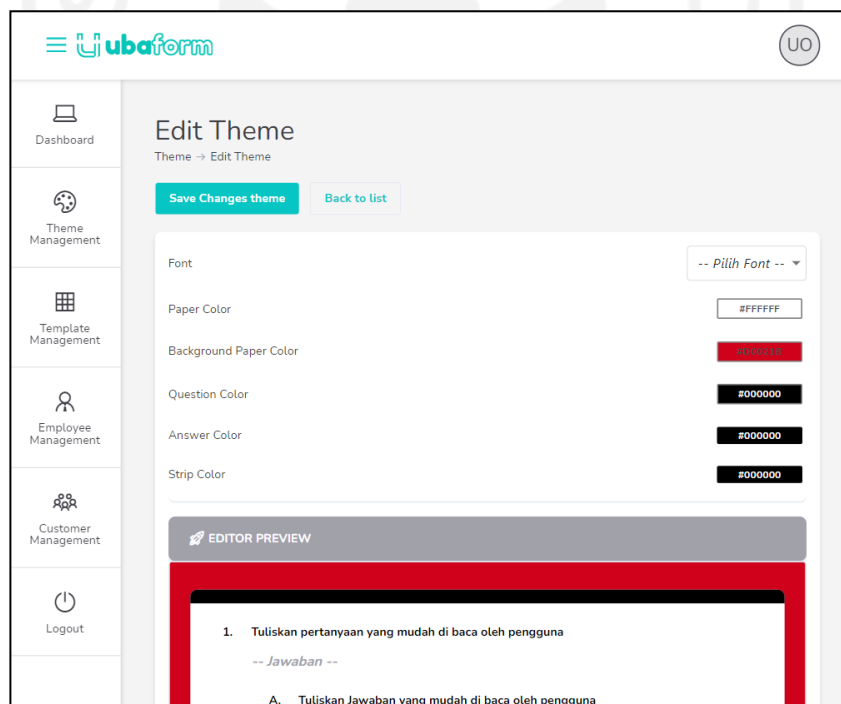 ubaform
UO
Dashboard
Theme
Management
Template
Management
Employee
Management
Customer
Management
Logout
Edit Theme
Theme → Edit Theme
Save Changes theme
Back to list
Font
-- Pilih Font --
Paper Color
#FFFFFF
Background Paper Color
#D0021B
Question Color
#000000
Answer Color
#000000
Strip Color
#000000
EDITOR PREVIEW
1. Tuliskan pertanyaan yang mudah di baca oleh pengguna
-- Jawaban --
A. Tuliskan Jawaban yang mudah di baca oleh pengguna